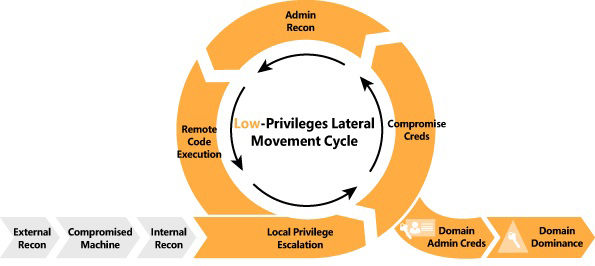 Admin
Recon
Low-Privileges Lateral
Movement Cycle
Compromise
Creds
Remote
Code
Execution
External
Recon
Compromised
Machine
Internal
Recon
Local Privilege
Escalation
Domain
Admin Creds
Domain
Dominance